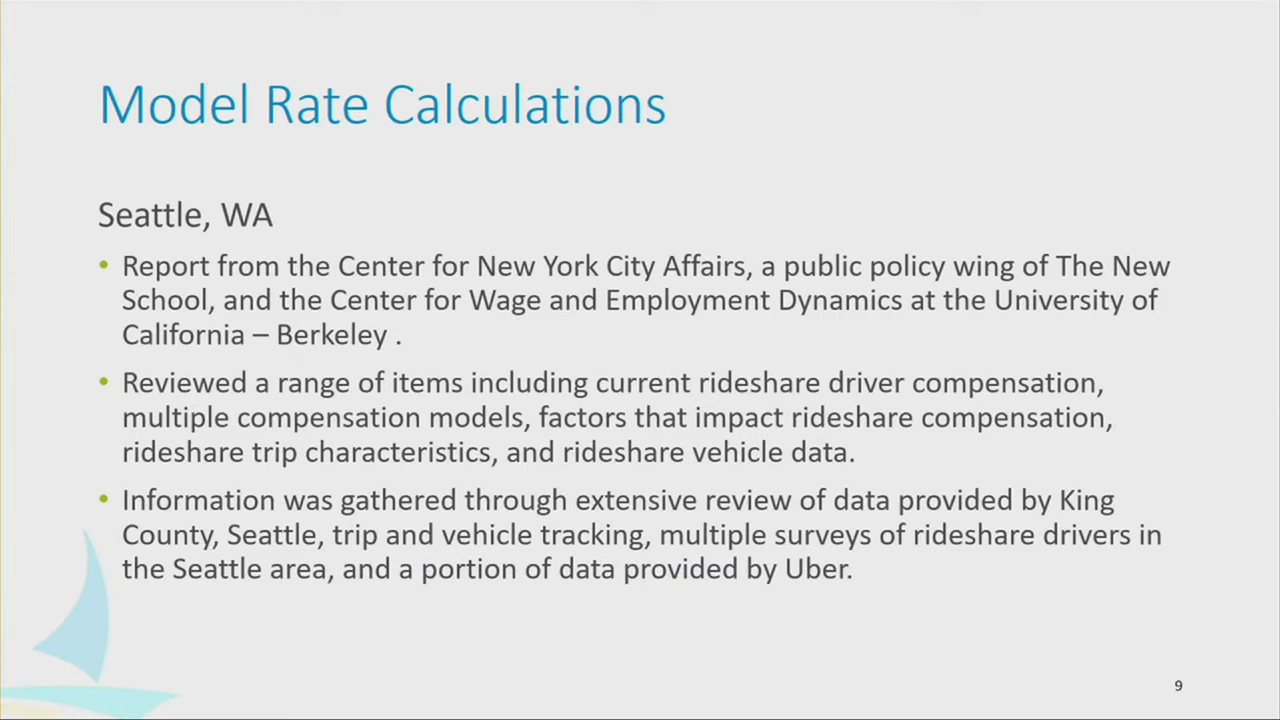 Model Rate Calculations
Seattle, WA
• Report from the Center for New York City Affairs, a public policy wing of The New
School, and the Center for Wage and Employment Dynamics at the University of
California – Berkeley .
• Reviewed a range of items including current rideshare driver compensation,
multiple compensation models, factors that impact rideshare compensation,
rideshare trip characteristics, and rideshare vehicle data.
• Information was gathered through extensive review of data provided by King
County, Seattle, trip and vehicle tracking, multiple surveys of rideshare drivers in
the Seattle area, and a portion of data provided by Uber.
9